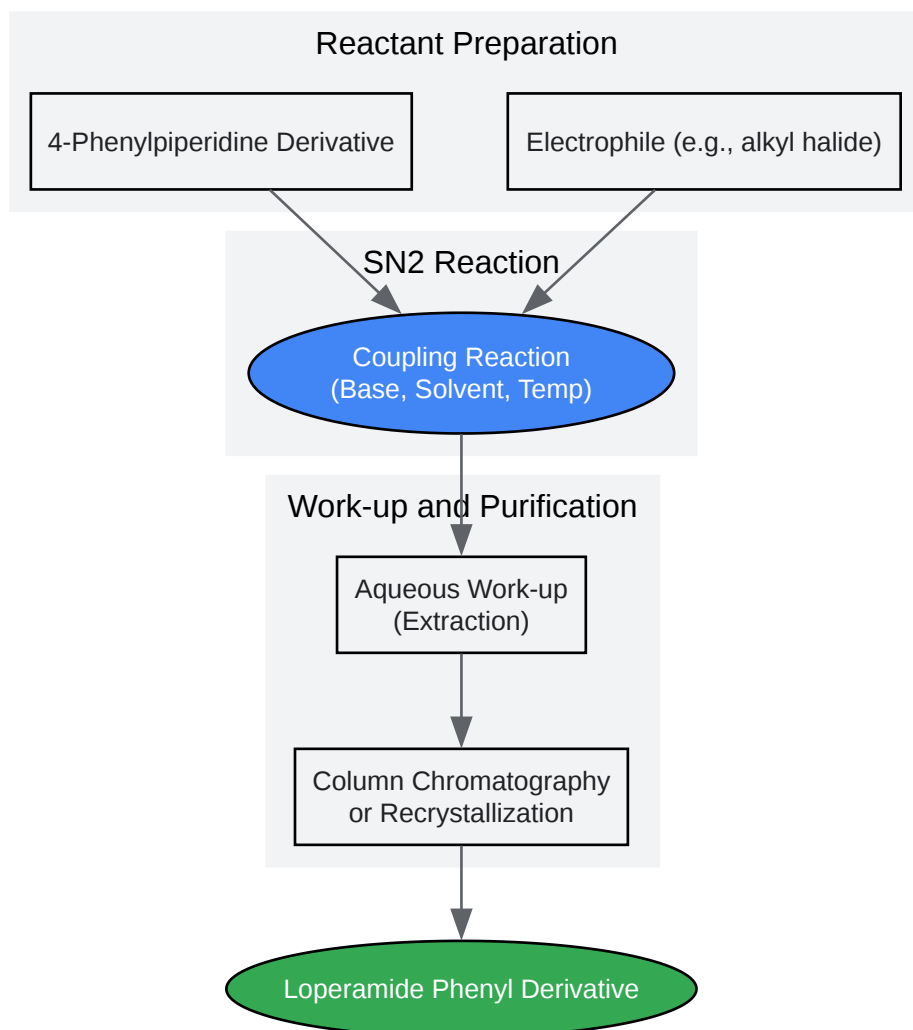 Reactant Preparation
4-Phenylpiperidine Derivative
Electrophile (e.g., alkyl halide)
SN2 Reaction
Coupling Reaction
(Base, Solvent, Temp)
Work-up and Purification
Aqueous Work-up
(Extraction)
Column Chromatography
or Recrystallization
Loperamide Phenyl Derivative